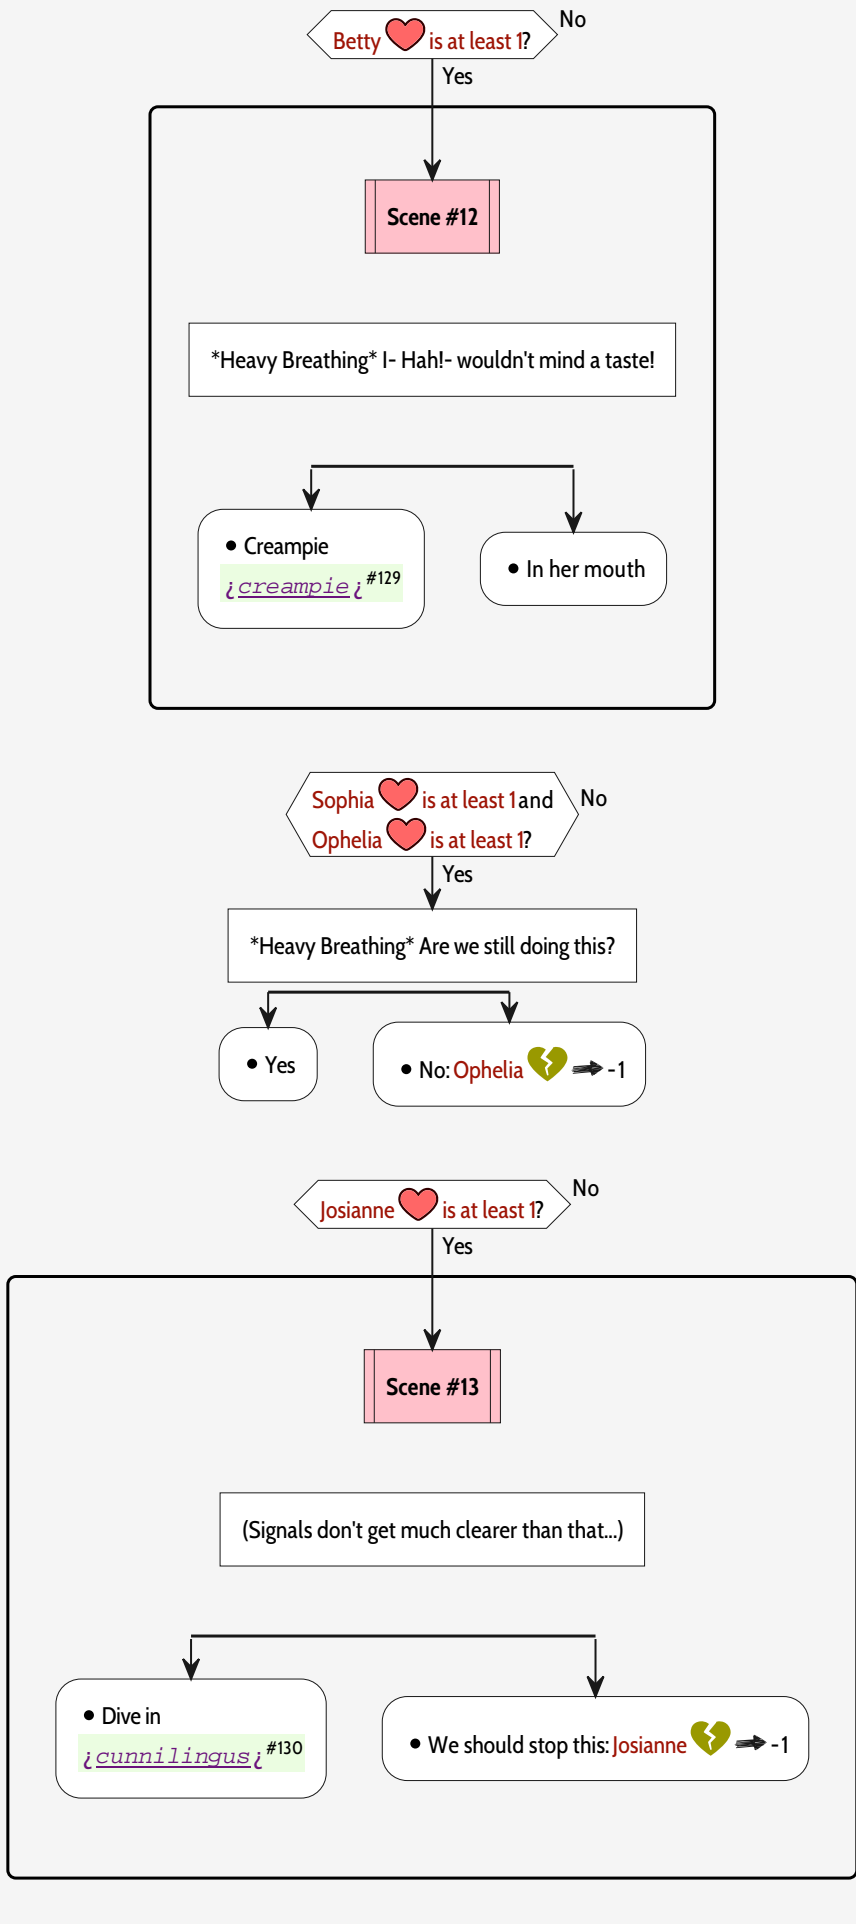 Betty is at least 1?
No
Yes
Scene #12
*Heavy Breathing* I- Hah!- wouldn't mind a taste!
• Creampie
¿creampie¿#129
• In her mouth
Sophia is at least 1 and
Ophelia is at least 1?
No
Yes
*Heavy Breathing* Are we still doing this?
• Yes
• No: Ophelia -1
Josianne is at least 1?
No
Yes
Scene #13
(Signals don't get much clearer than that...)
• Dive in
¿cunnilingus¿#130
• We should stop this: Josianne -1